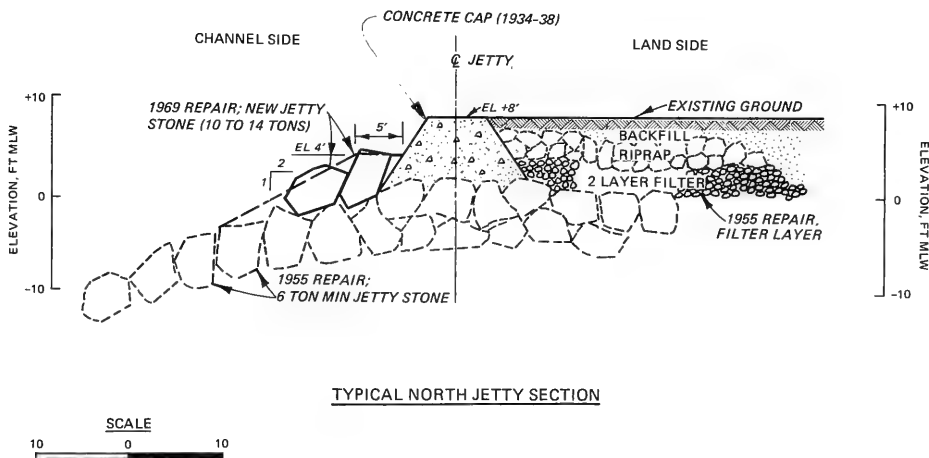 CONCRETE CAP (1934-38)
CHANNEL SIDE
LAND SIDE
℄ JETTY
+10
0
-10
ELEVATION, FT MLW
1969 REPAIR; NEW JETTY
STONE (10 TO 14 TONS)
5'
EL 4'
2
1
EL +8'
EXISTING GROUND
BACKFILL
RIPRAP
2 LAYER FILTER
1955 REPAIR,
FILTER LAYER
1955 REPAIR;
6 TON MIN JETTY STONE
+10
0
-10
ELEVATION, FT MLW
TYPICAL NORTH JETTY SECTION
SCALE
10 0 10